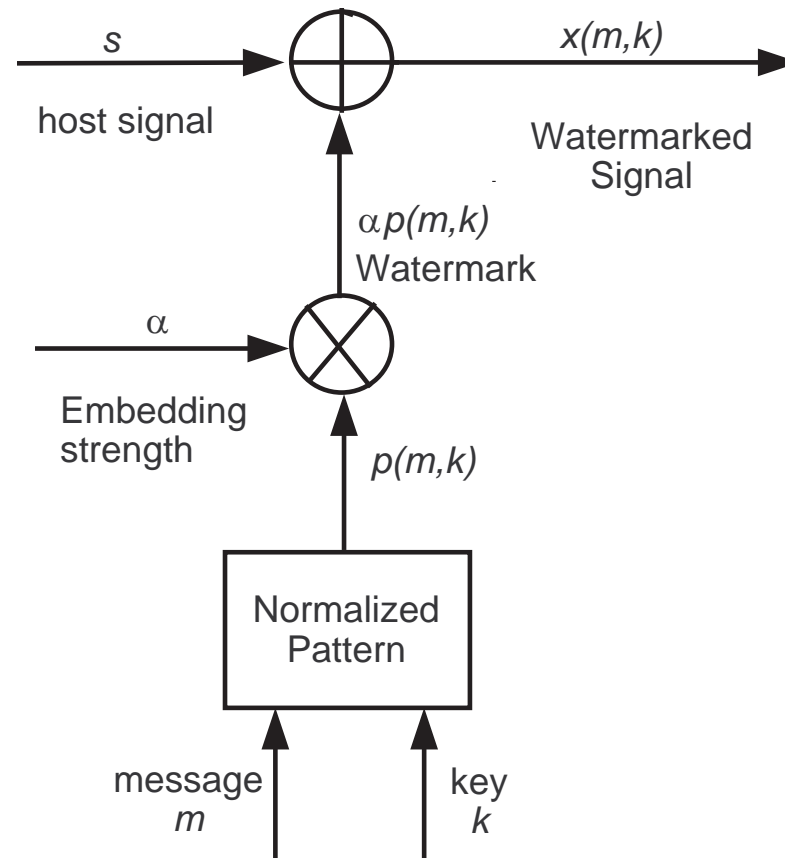 s
x(m,k)
host signal
Watermarked
Signal
αp(m,k)
Watermark
α
Embedding
strength
p(m,k)
Normalized
Pattern
message
m
key
k